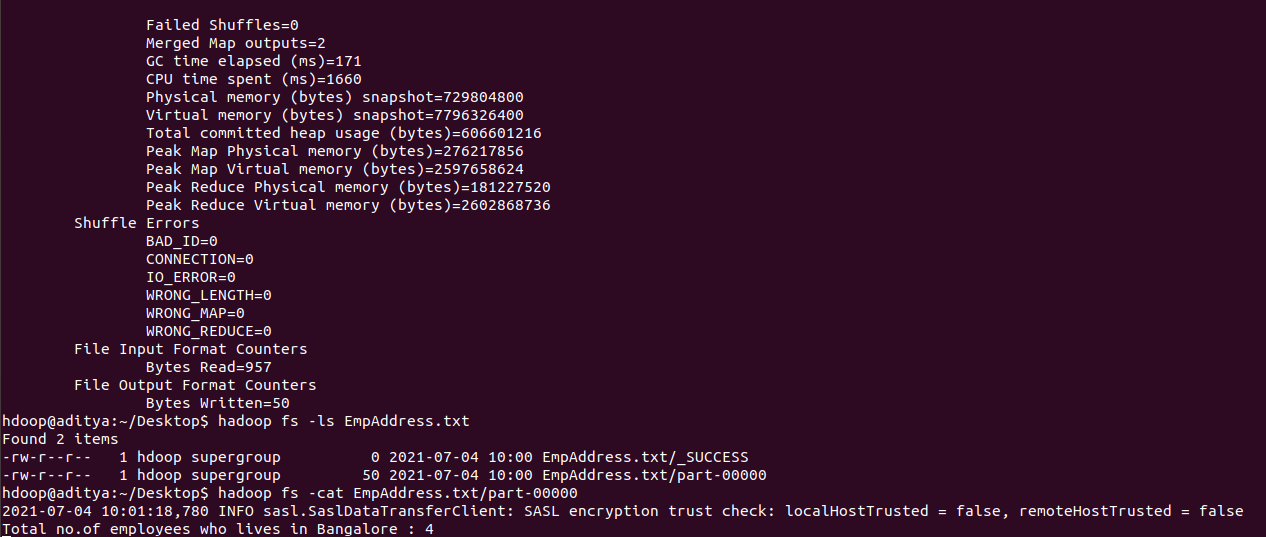 Failed Shuffles=0
Merged Map outputs=2
GC time elapsed (ms)=171
CPU time spent (ms)=1660
Physical memory (bytes) snapshot=729804800
Virtual memory (bytes) snapshot=7796326400
Total committed heap usage (bytes)=606601216
Peak Map Physical memory (bytes)=276217856
Peak Map Virtual memory (bytes)=2597658624
Peak Reduce Physical memory (bytes)=181227520
Peak Reduce Virtual memory (bytes)=2602868736
Shuffle Errors
BAD_ID=0
CONNECTION=0
IO_ERROR=0
WRONG_LENGTH=0
WRONG_MAP=0
WRONG_REDUCE=0
File Input Format Counters
Bytes Read=957
File Output Format Counters
Bytes Written=50
hdoop@aditya:~/Desktop$ hadoop fs -ls EmpAddress.txt
Found 2 items
-rw-r--r--   1 hdoop supergroup          0 2021-07-04 10:00 EmpAddress.txt/_SUCCESS
-rw-r--r--   1 hdoop supergroup         50 2021-07-04 10:00 EmpAddress.txt/part-00000
hdoop@aditya:~/Desktop$ hadoop fs -cat EmpAddress.txt/part-00000
2021-07-04 10:01:18,780 INFO sasl.SaslDataTransferClient: SASL encryption trust check: localHostTrusted = false, remoteHostTrusted = false
Total no.of employees who lives in Bangalore : 4